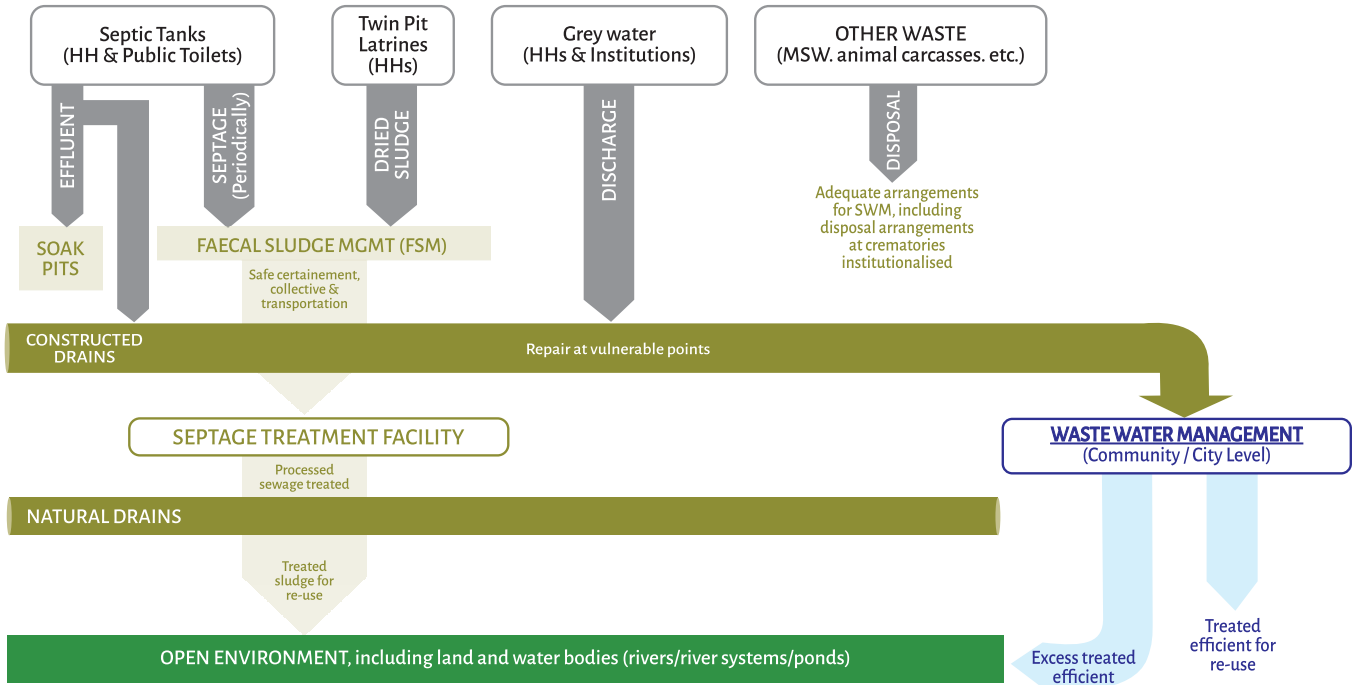 Septic Tanks
(HH & Public Toilets)
Twin Pit
Latrines
(HHs)
Grey water
(HHs & Institutions)
OTHER WASTE
(MSW. animal carcasses. etc.)
EFFLUENT
SEPTAGE
(Periodically)
DRIED
SLUDGE
DISCHARGE
DISPOSAL
Adequate arrangements
for SWM, including
disposal arrangements
at crematories
institutionalised
SOAK
PITS
FAECAL SLUDGE MGMT (FSM)
Safe certainement,
collective &
transportation
CONSTRUCTED
DRAINS
Repair at vulnerable points
SEPTAGE TREATMENT FACILITY
WASTE WATER MANAGEMENT
(Community / City Level)
Processed
sewage treated
NATURAL DRAINS
Treated
sludge for
re-use
Treated
efficient for
re-use
OPEN ENVIRONMENT, including land and water bodies (rivers/river systems/ponds)
Excess treated
efficient